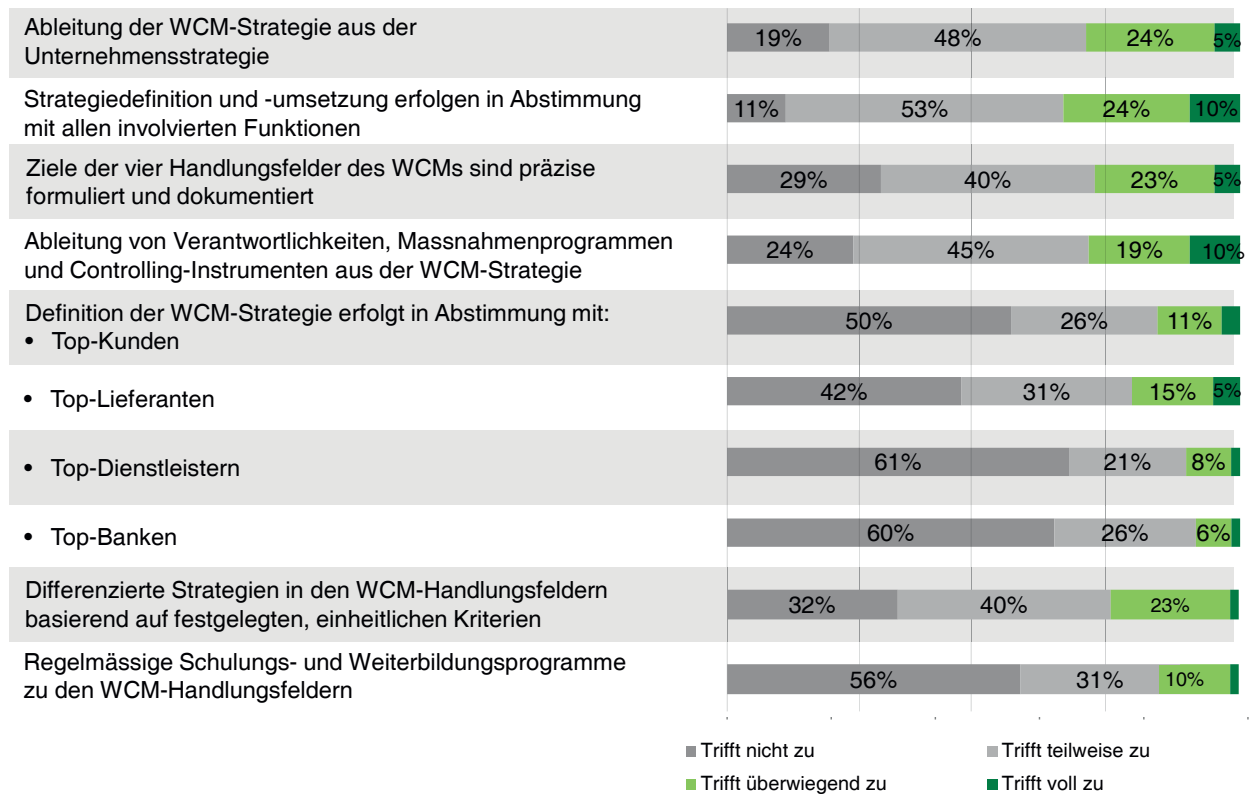 Ableitung der WCM-Strategie aus der
Unternehmensstrategie
19% 48% 24% 5%
Strategiedefinition und -umsetzung erfolgen in Abstimmung
mit allen involvierten Funktionen
11% 53% 24% 10%
Ziele der vier Handlungsfelder des WCMs sind präzise
formuliert und dokumentiert
29% 40% 23% 5%
Ableitung von Verantwortlichkeiten, Massnahmenprogrammen
und Controlling-Instrumenten aus der WCM-Strategie
24% 45% 19% 10%
Definition der WCM-Strategie erfolgt in Abstimmung mit:
• Top-Kunden
50% 26% 11%
• Top-Lieferanten
42% 31% 15% 5%
• Top-Dienstleistern
61% 21% 8%
• Top-Banken
60% 26% 6%
Differenzierte Strategien in den WCM-Handlungsfeldern
basierend auf festgelegten, einheitlichen Kriterien
32% 40% 23%
Regelmässige Schulungs- und Weiterbildungsprogramme
zu den WCM-Handlungsfeldern
56% 31% 10%
Trifft nicht zu
Trifft teilweise zu
Trifft überwiegend zu
Trifft voll zu